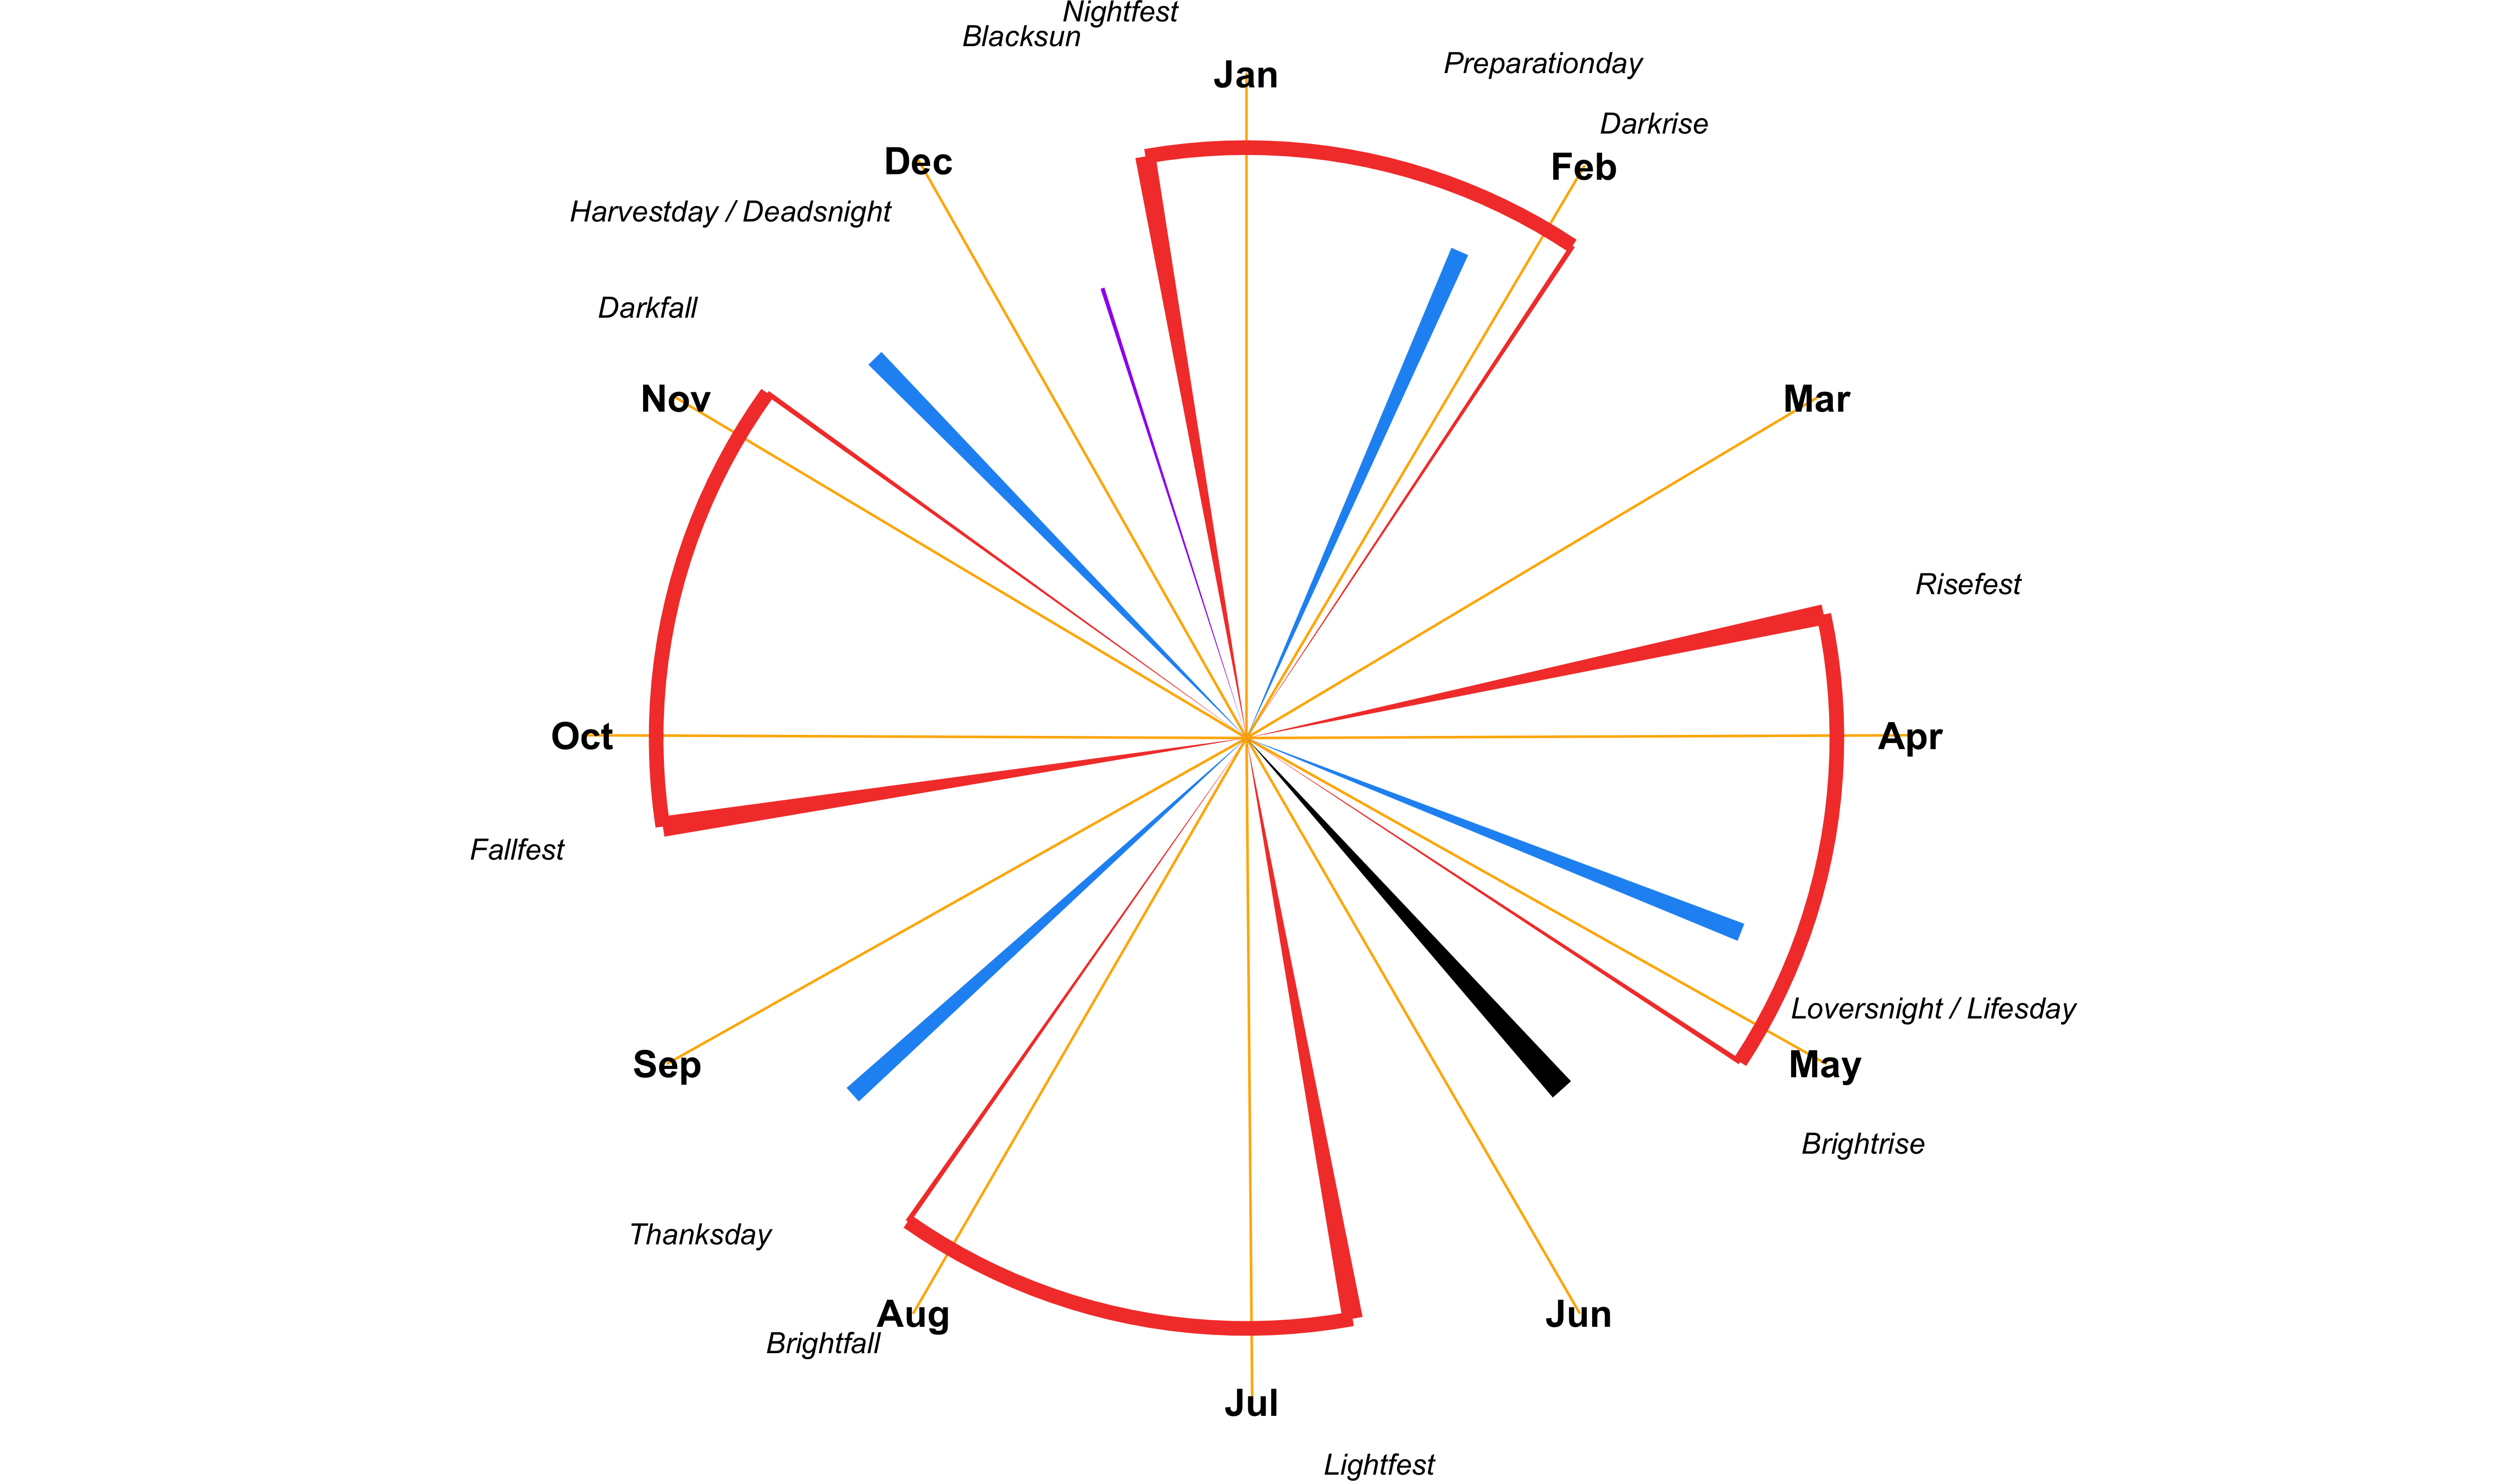 Nightfest
Blacksun
Jan
Preparationday
Darkrise
Dec
Feb
Harvestday / Deadsnight
Darkfall
Nov
Mar
Risefest
Oct
Apr
Fallfest
Loversnight / Lifesday
Sep
May
Brightrise
Thanksday
Aug
Jun
Brightfall
Jul
Lightfest